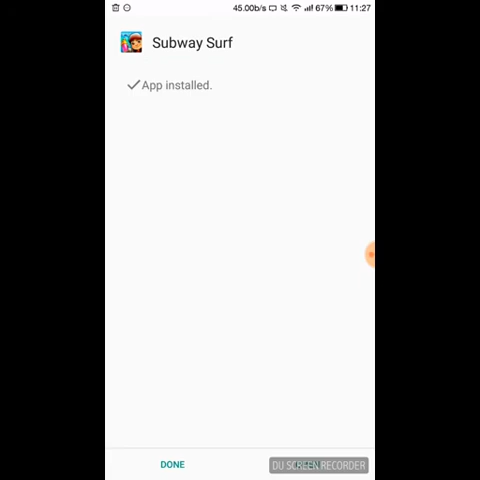 45.00b/s 67% 11:27
Subway Surf
App installed.
DONE
DU SCREEN RECORDER